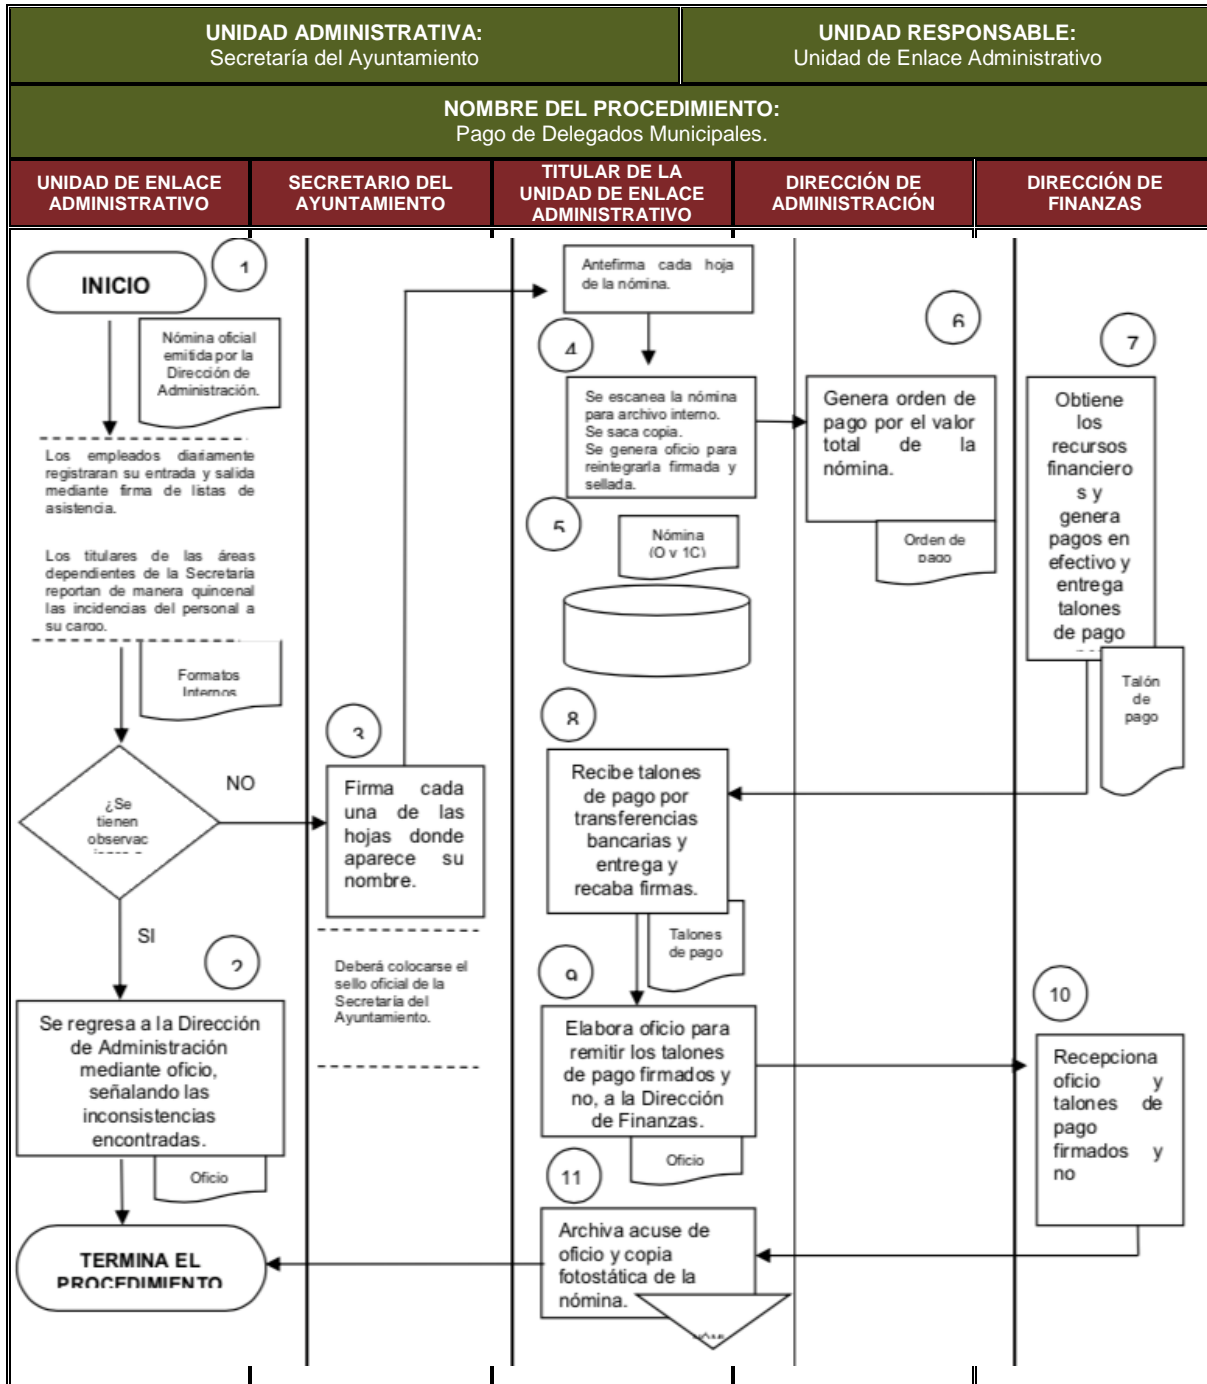 UNIDAD ADMINISTRATIVA:
Secretaría del Ayuntamiento
UNIDAD RESPONSABLE:
Unidad de Enlace Administrativo
NOMBRE DEL PROCEDIMIENTO:
Pago de Delegados Municipales.
UNIDAD DE ENLACE
ADMINISTRATIVO
SECRETARIO DEL
AYUNTAMIENTO
TITULAR DE LA
UNIDAD DE ENLACE
ADMINISTRATIVO
DIRECCIÓN DE
ADMINISTRACIÓN
DIRECCIÓN DE
FINANZAS
INICIO
1
Nómina oficial
emitida por la
Dirección de
Administración.
Los empleados diariamente
registraran su entrada y salida
mediante firma de listas de
asistencia.
Los titulares de las áreas
dependientes de la Secretaría
reportan de manera quincenal
las incidencias del personal a
su cargo.
Formatos
Internos
¿Se
tienen
observac
NO
SI
2
Se regresa a la Dirección
de Administración
mediante oficio,
señalando las
inconsistencias
encontradas.
Oficio
TERMINA EL
PROCEDIMIENTO
3
Firma cada
una de las
hojas donde
aparece su
nombre.
Deberá colocarse el
sello oficial de la
Secretaría del
Ayuntamiento.
Antefirma cada hoja
de la nómina.
4
Se escanea la nómina
para archivo interno.
Se saca copia.
Se genera oficio para
reintegrarla firmada y
sellada.
5
Nómina
(O y 1C)
6
Genera orden de
pago por el valor
total de la
nómina.
Orden de
pago
7
Obtiene
los
recursos
financiero
s y
genera
pagos en
efectivo y
entrega
talones
de pago
Talón
de
pago
8
Recibe talones
de pago por
transferencias
bancarias y
entrega y
recaba firmas.
Talones
de pago
9
Elabora oficio para
remitir los talones
de pago firmados y
no, a la Dirección
de Finanzas.
Oficio
10
Recepciona
oficio y
talones de
pago
firmados y
no
11
Archiva acuse de
oficio y copia
fotostática de la
nómina.